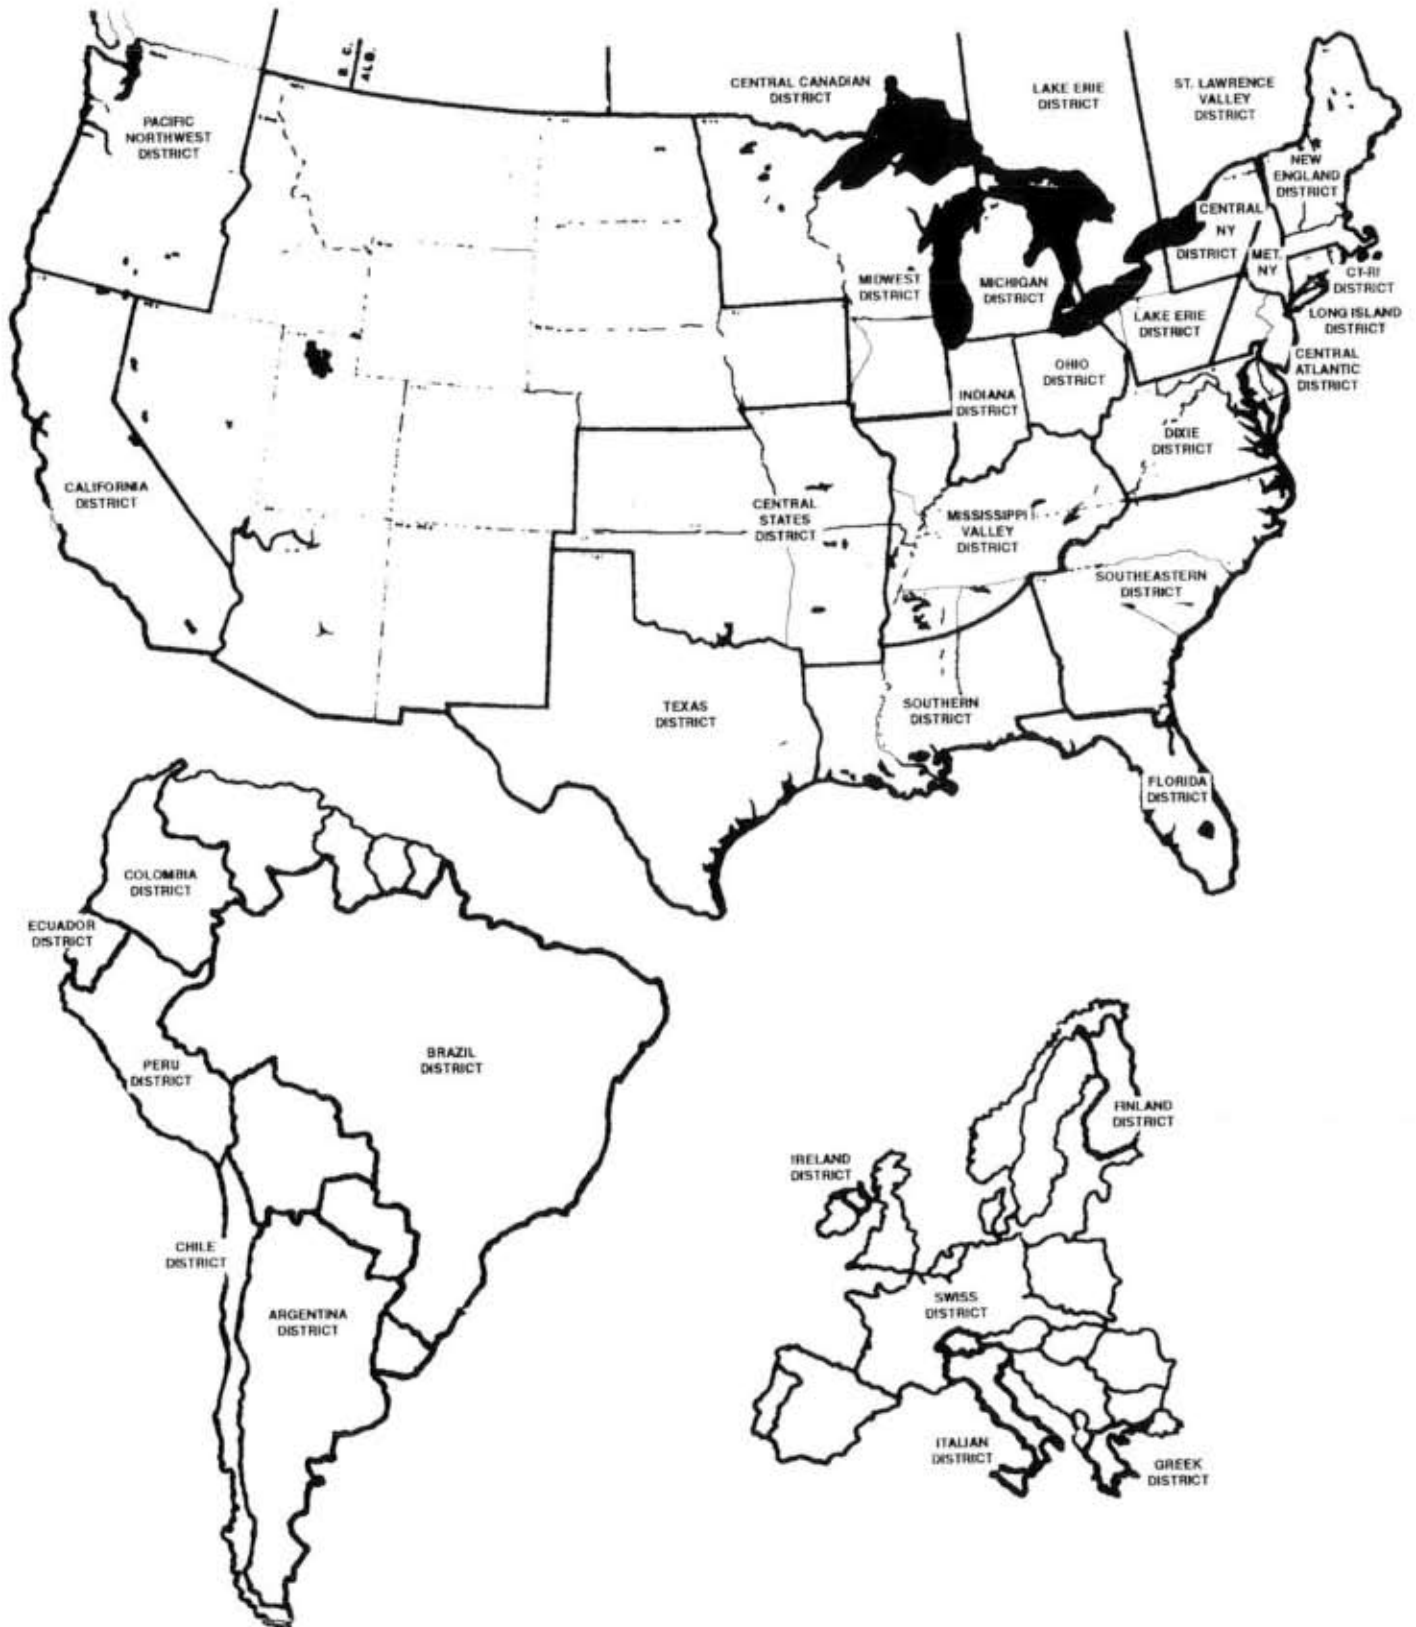 B. C.
ALB.
CENTRAL CANADIAN
DISTRICT
LAKE ERIE
DISTRICT
ST. LAWRENCE
VALLEY
DISTRICT
PACIFIC
NORTHWEST
DISTRICT
NEW
ENGLAND
DISTRICT
CENTRAL
NY
DISTRICT
MET.
NY
MIDWEST
DISTRICT
MICHIGAN
DISTRICT
CT-RI
DISTRICT
LAKE ERIE
DISTRICT
LONG ISLAND
DISTRICT
OHIO
DISTRICT
CENTRAL
ATLANTIC
DISTRICT
INDIANA
DISTRICT
DIXIE
DISTRICT
CALIFORNIA
DISTRICT
CENTRAL
STATES
DISTRICT
MISSISSIPPI
VALLEY
DISTRICT
SOUTHEASTERN
DISTRICT
TEXAS
DISTRICT
SOUTHERN
DISTRICT
FLORIDA
DISTRICT
COLOMBIA
DISTRICT
ECUADOR
DISTRICT
PERU
DISTRICT
BRAZIL
DISTRICT
CHILE
DISTRICT
ARGENTINA
DISTRICT
FINLAND
DISTRICT
IRELAND
DISTRICT
SWISS
DISTRICT
ITALIAN
DISTRICT
GREEK
DISTRICT